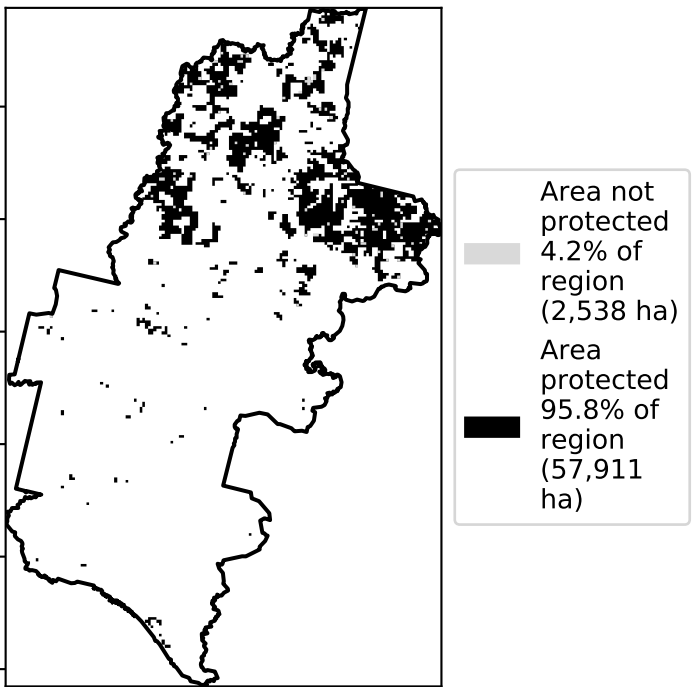 Area not
protected
4.2% of
region
(2,538 ha)
Area
protected
95.8% of
region
(57,911
ha)